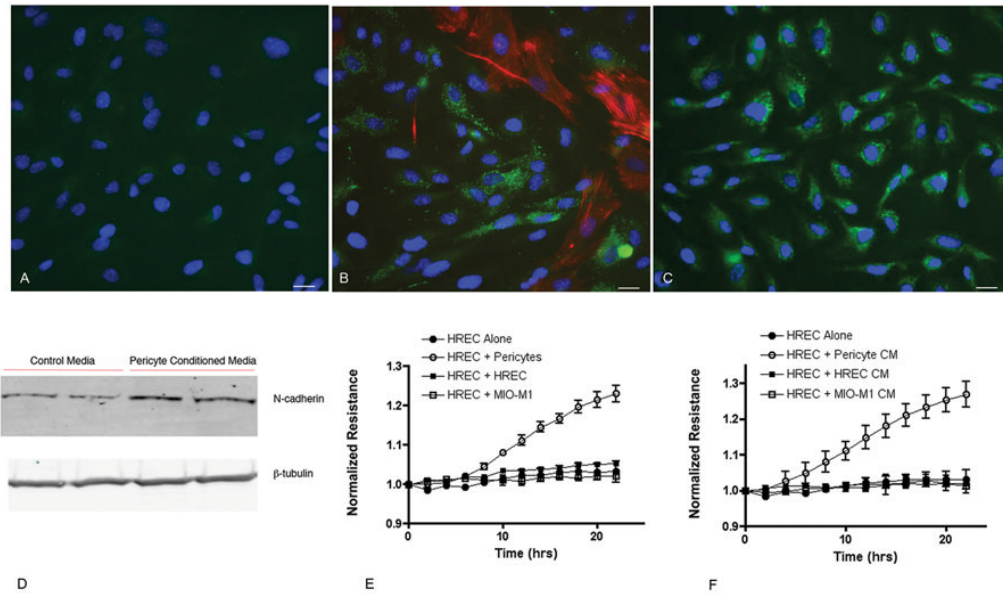 A
B
C
Control Media
Pericyte Conditioned Media
N-cadherin
β-tubulin
D
HREC Alone
HREC + Pericytes
HREC + HREC
HREC + MIO-M1
1.3
1.2
1.1
1.0
0.9
Normalized Resistance
0 10 20
Time (hrs)
E
HREC Alone
HREC + Pericyte CM
HREC + HREC CM
HREC + MIO-M1 CM
1.3
1.2
1.1
1.0
0.9
Normalized Resistance
0 10 20
Time (hrs)
F